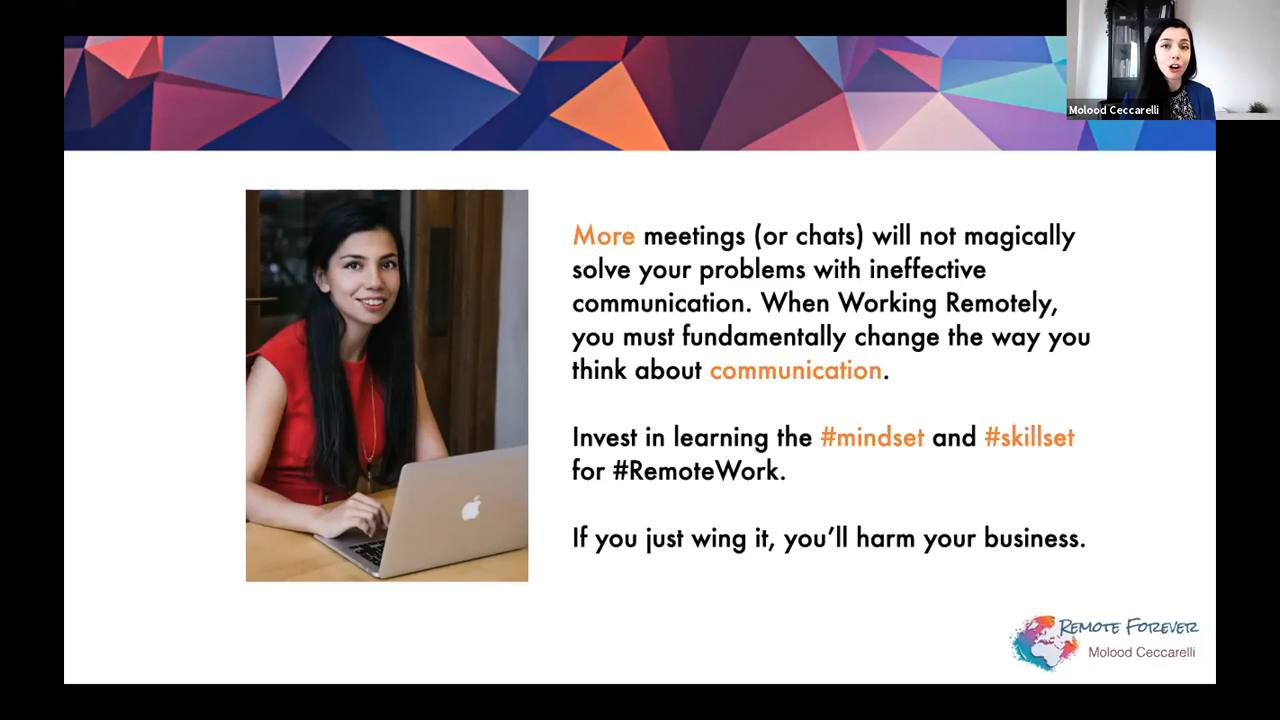 Molood Ceccarelli
More meetings (or chats) will not magically
solve your problems with ineffective
communication. When Working Remotely,
you must fundamentally change the way you
think about communication.
Invest in learning the #mindset and #skillset
for #RemoteWork.
If you just wing it, you’ll harm your business.
REMOTE FOREVER
Molood Ceccarelli